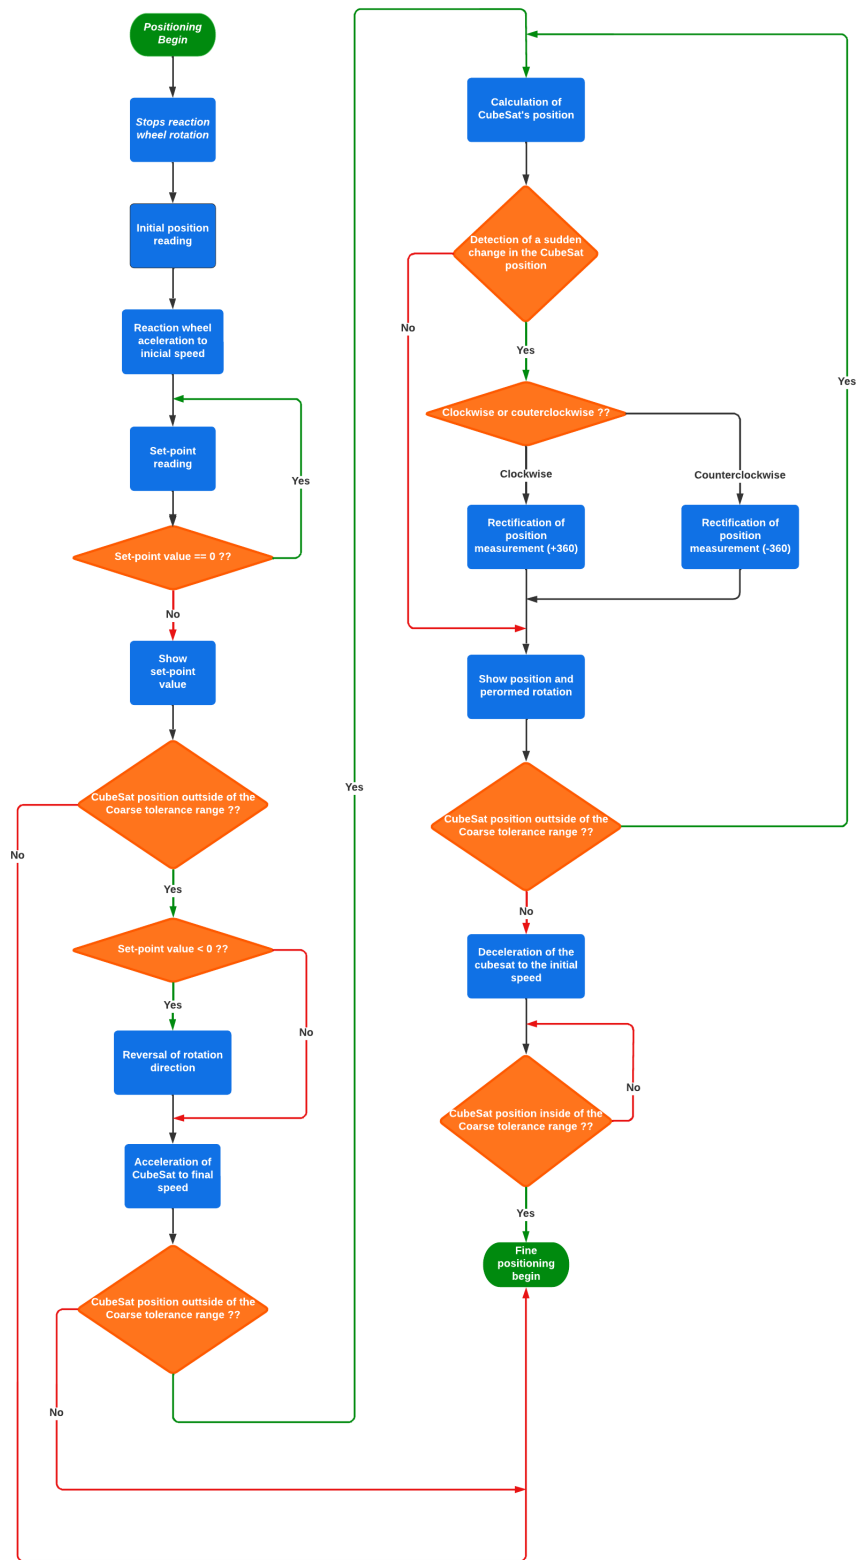 Positioning
Begin
Stops reaction
wheel rotation
Initial position
reading
Reaction wheel
aceleration to
inicial speed
Set-point
reading
Yes
Set-point value == 0 ??
No
Show
set-point
value
CubeSat position outtside of the
Coarse tolerance range ??
No
Yes
Set-point value < 0 ??
Yes
No
Reversal of rotation
direction
Acceleration of
CubeSat to final
speed
CubeSat position outtside of the
Coarse tolerance range ??
No
Yes
Calculation of
CubeSat's position
Detection of a sudden
change in the CubeSat
position
No
Yes
Clockwise or couterclockwise ??
Clockwise
Counterclockwise
Rectification of
position
measurement (+360)
Rectification of
position
measurement (-360)
Show position and
perormed rotation
CubeSat position outtside of the
Coarse tolerance range ??
Yes
No
Deceleration of the
cubesat to the initial
speed
CubeSat position inside of the
Coarse tolerance range ??
No
Yes
Fine
positioning
begin